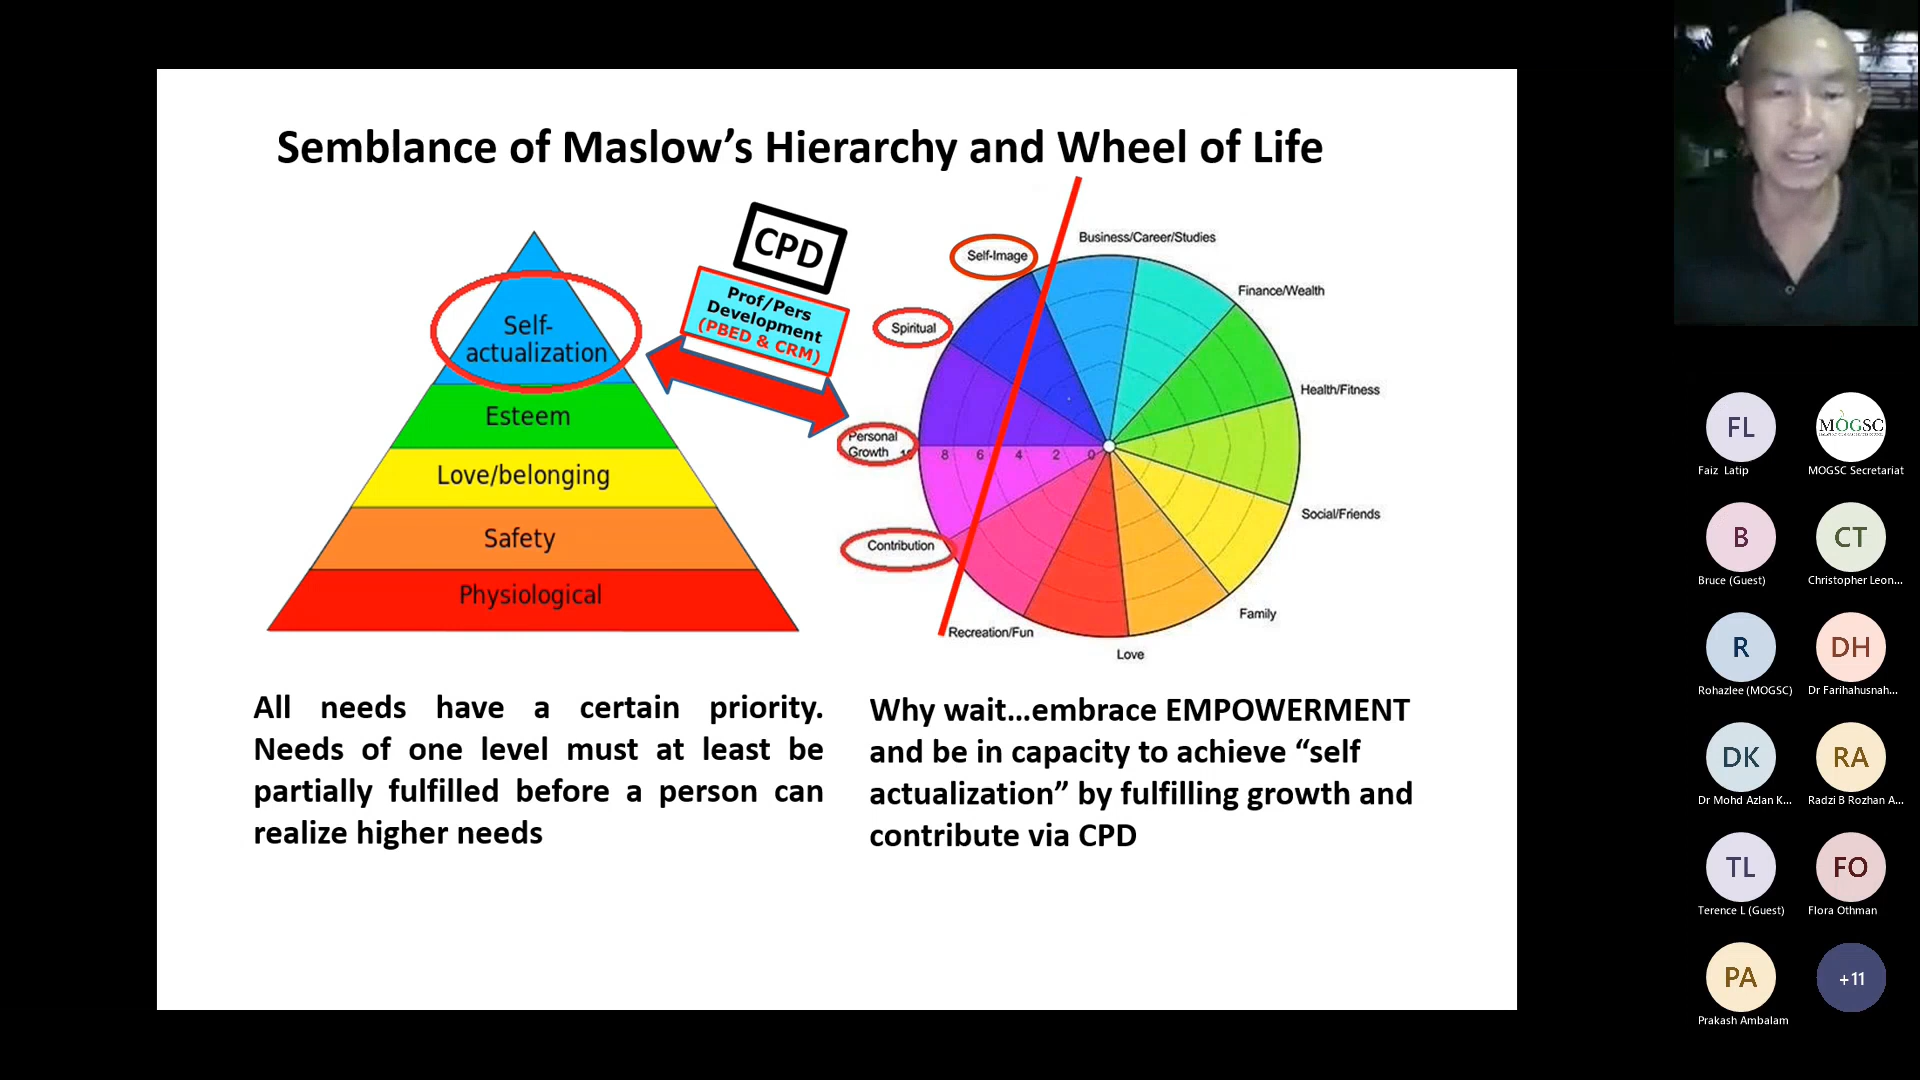 Semblance of Maslow’s Hierarchy and Wheel of Life
CPD
Prof/Pers
Development
(PBED & CRM)
Self-
actualization
Esteem
Love/belonging
Safety
Physiological
Self-Image
Business/Career/Studies
Finance/Wealth
Spiritual
Health/Fitness
Personal
Growth
8 6 4 2 0
Social/Friends
Contribution
Family
Recreation/Fun
Love
All needs have a certain priority.
Needs of one level must at least be
partially fulfilled before a person can
realize higher needs
Why wait…embrace EMPOWERMENT
and be in capacity to achieve “self
actualization” by fulfilling growth and
contribute via CPD
FL
Faiz Latip
MOGSC
MOGSC Secretariat
B
Bruce (Guest)
CT
Christopher Leon...
R
Rohazlee (MOGSC)
DH
Dr Farihahusnah...
DK
Dr Mohd Azlan K...
RA
Radzi B Rozhan A...
TL
Terence L (Guest)
FO
Flora Othman
PA
Prakash Ambalam
+11